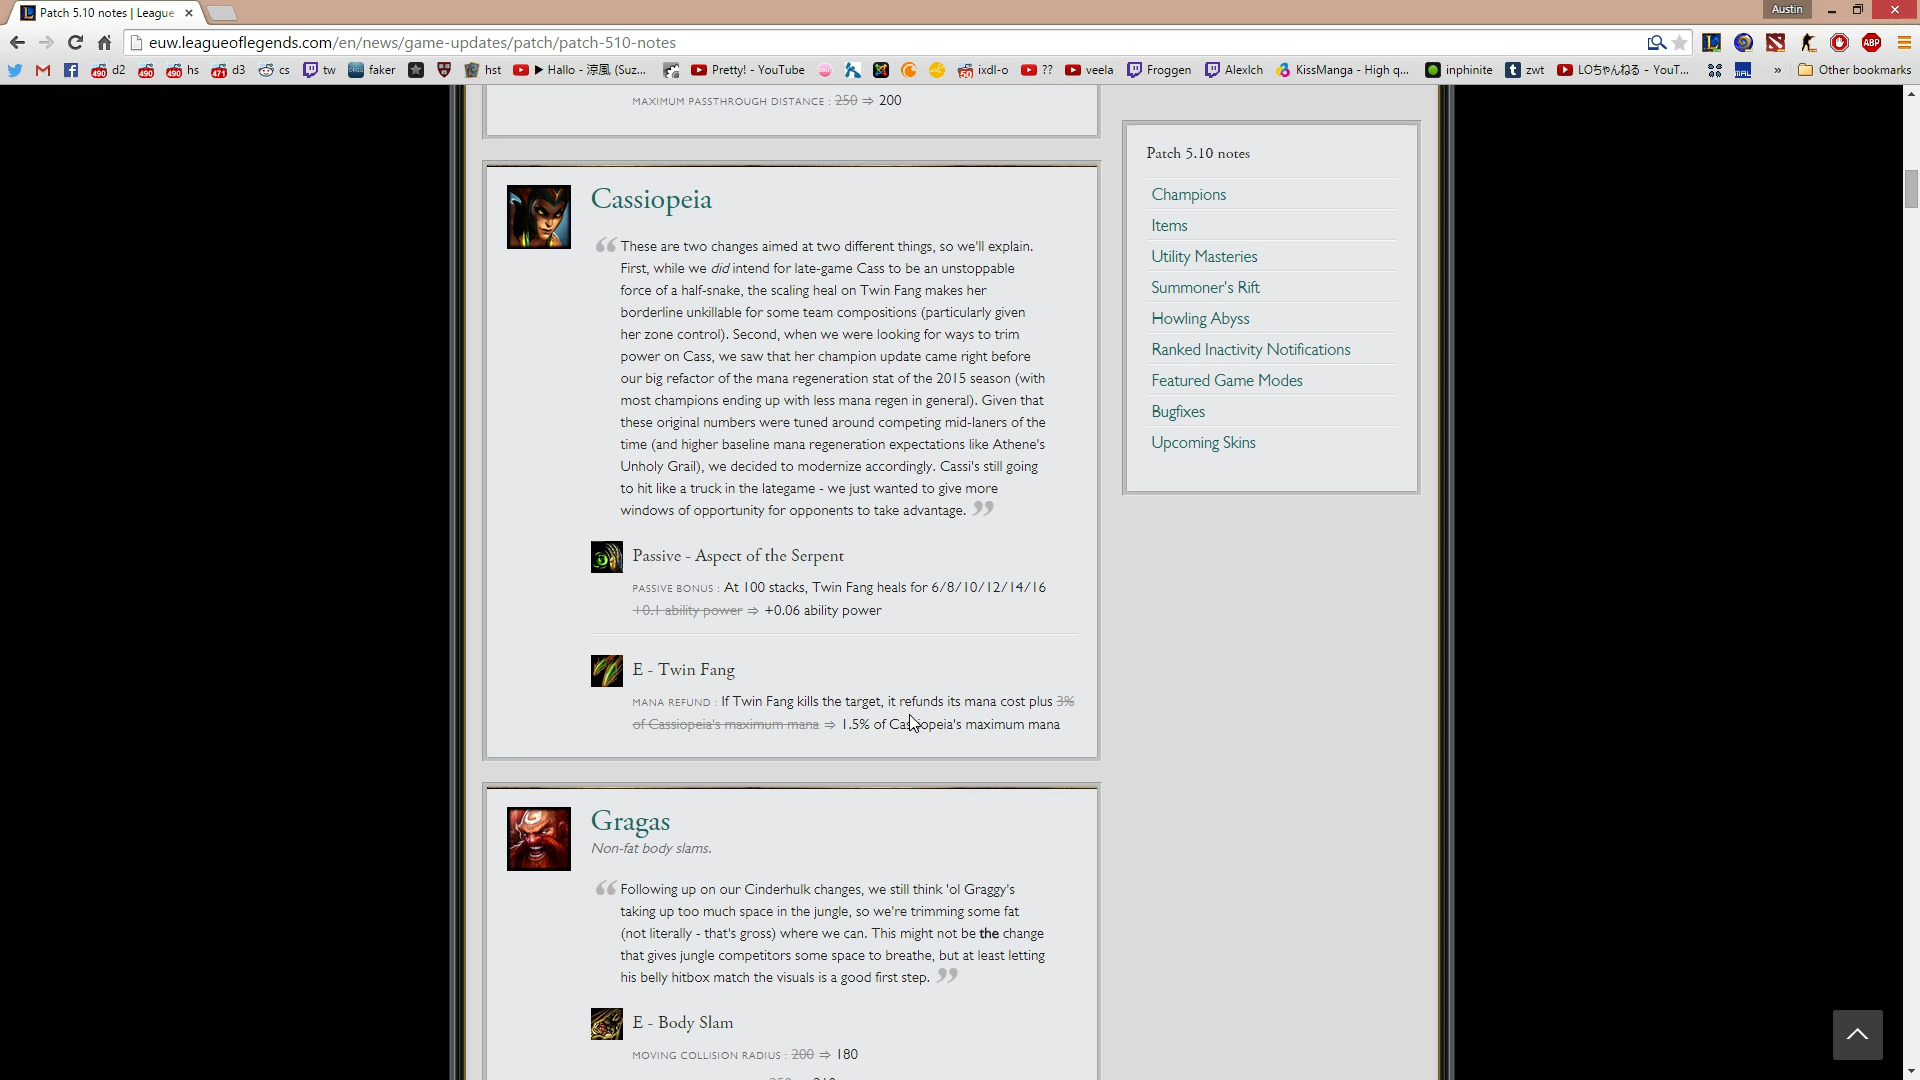 Patch 5.10 notes | League
Austin
euw.leagueoflegends.com/en/news/game-updates/patch/patch-510-notes
ABP
490 d2 490 490 hs 471 d3 cs tw faker hst ▶ Hallo - 涼風 (Suz... Pretty! - YouTube 50 ixdl-o ?? veela Froggen Alexich KissManga - High q... inphinite zwt LOちゃんねる - YouT... MAL » Other bookmarks
MAXIMUM PASSTHROUGH DISTANCE : 250 ⇒ 200
Cassiopeia
These are two changes aimed at two different things, so we'll explain.
First, while we did intend for late-game Cass to be an unstoppable
force of a half-snake, the scaling heal on Twin Fang makes her
borderline unkillable for some team compositions (particularly given
her zone control). Second, when we were looking for ways to trim
power on Cass, we saw that her champion update came right before
our big refactor of the mana regeneration stat of the 2015 season (with
most champions ending up with less mana regen in general). Given that
these original numbers were tuned around competing mid-laners of the
time (and higher baseline mana regeneration expectations like Athene's
Unholy Grail), we decided to modernize accordingly. Cassi's still going
to hit like a truck in the lategame - we just wanted to give more
windows of opportunity for opponents to take advantage.
Passive - Aspect of the Serpent
PASSIVE BONUS : At 100 stacks, Twin Fang heals for 6/8/10/12/14/16
+0.1 ability power ⇒ +0.06 ability power
E - Twin Fang
MANA REFUND : If Twin Fang kills the target, it refunds its mana cost plus 3%
of Cassiopeia's maximum mana ⇒ 1.5% of Cassiopeia's maximum mana
Gragas
Non-fat body slams.
Following up on our Cinderhulk changes, we still think 'ol Graggy's
taking up too much space in the jungle, so we're trimming some fat
(not literally - that's gross) where we can. This might not be the change
that gives jungle competitors some space to breathe, but at least letting
his belly hitbox match the visuals is a good first step.
E - Body Slam
MOVING COLLISION RADIUS : 200 ⇒ 180
Patch 5.10 notes
Champions
Items
Utility Masteries
Summoner's Rift
Howling Abyss
Ranked Inactivity Notifications
Featured Game Modes
Bugfixes
Upcoming Skins